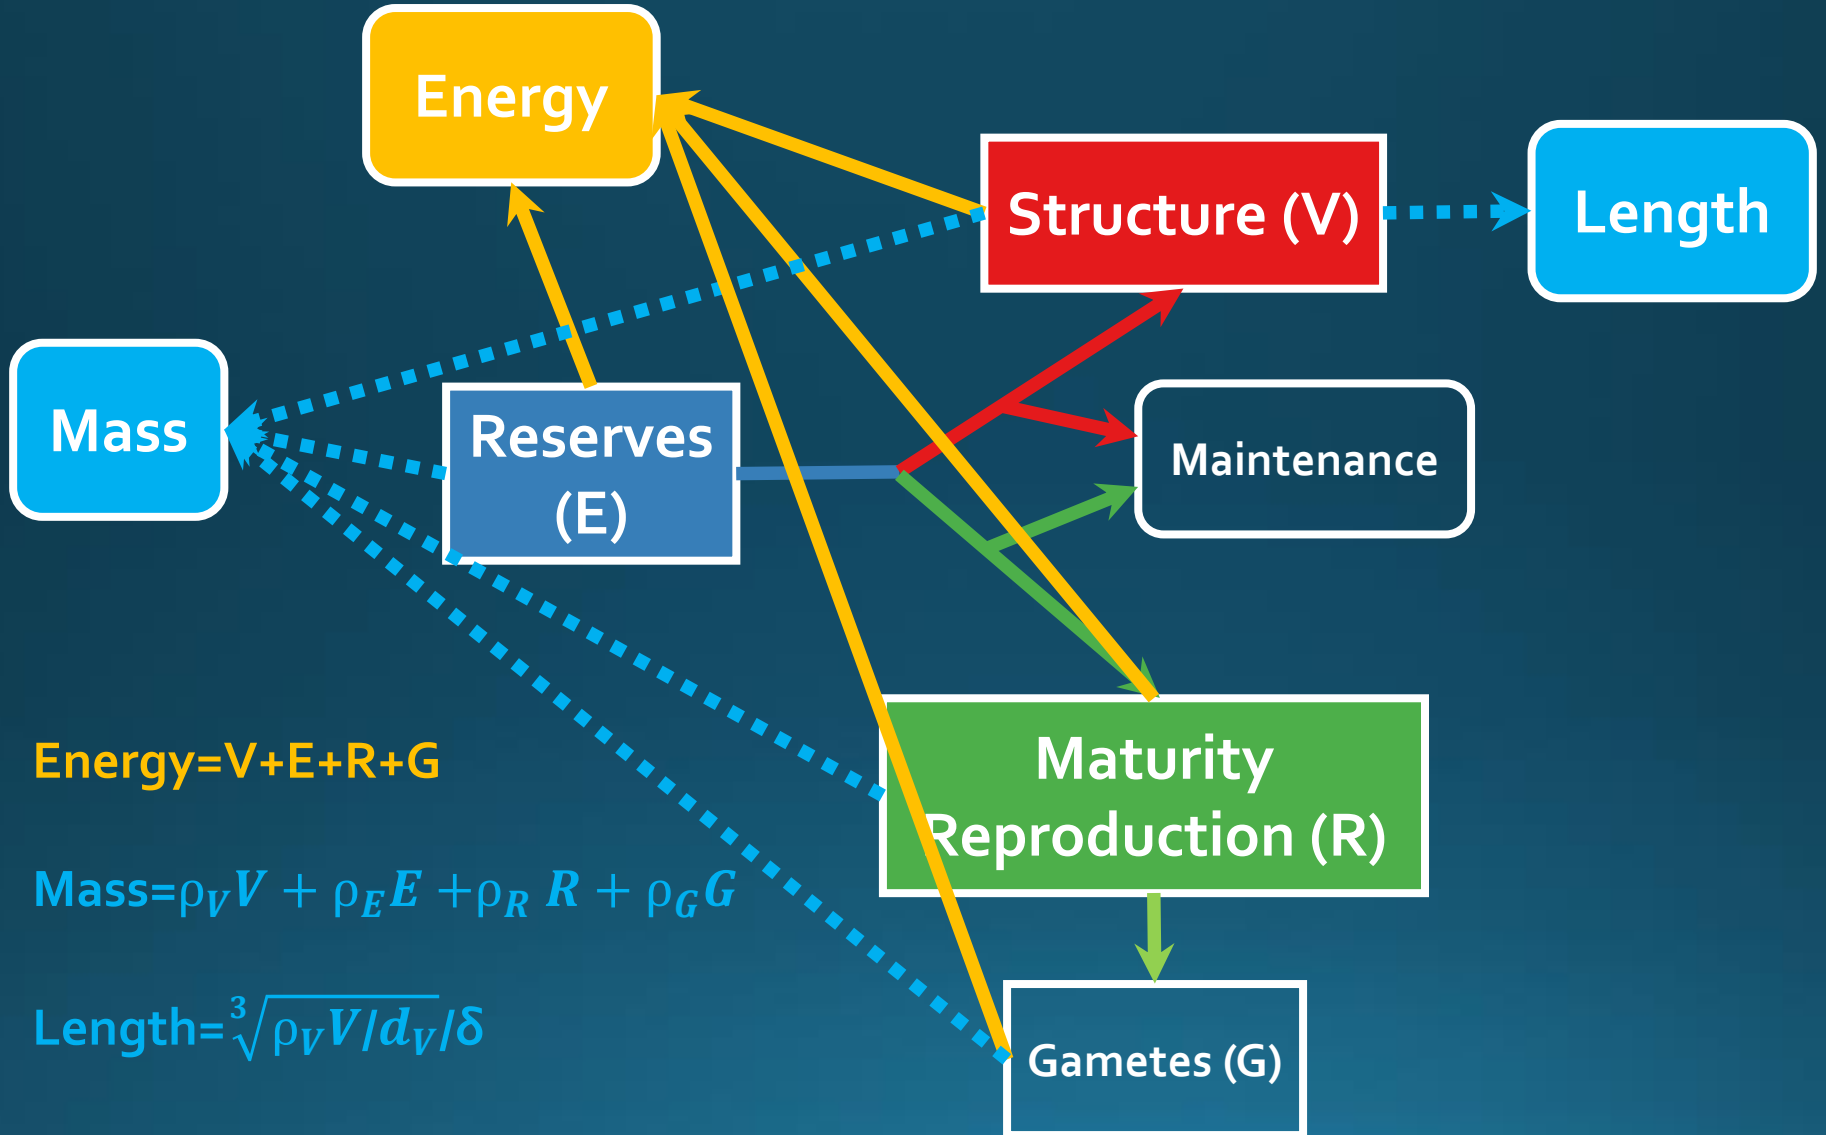 Energy
Structure (V)
Length
Mass
Reserves
(E)
Maintenance
Maturity
Reproduction (R)
Gametes (G)
Energy=V+E+R+G
Mass=ρ_V V + ρ_E E +ρ_R R + ρ_G G
Length=∛(ρ_V V/d_V)/δ